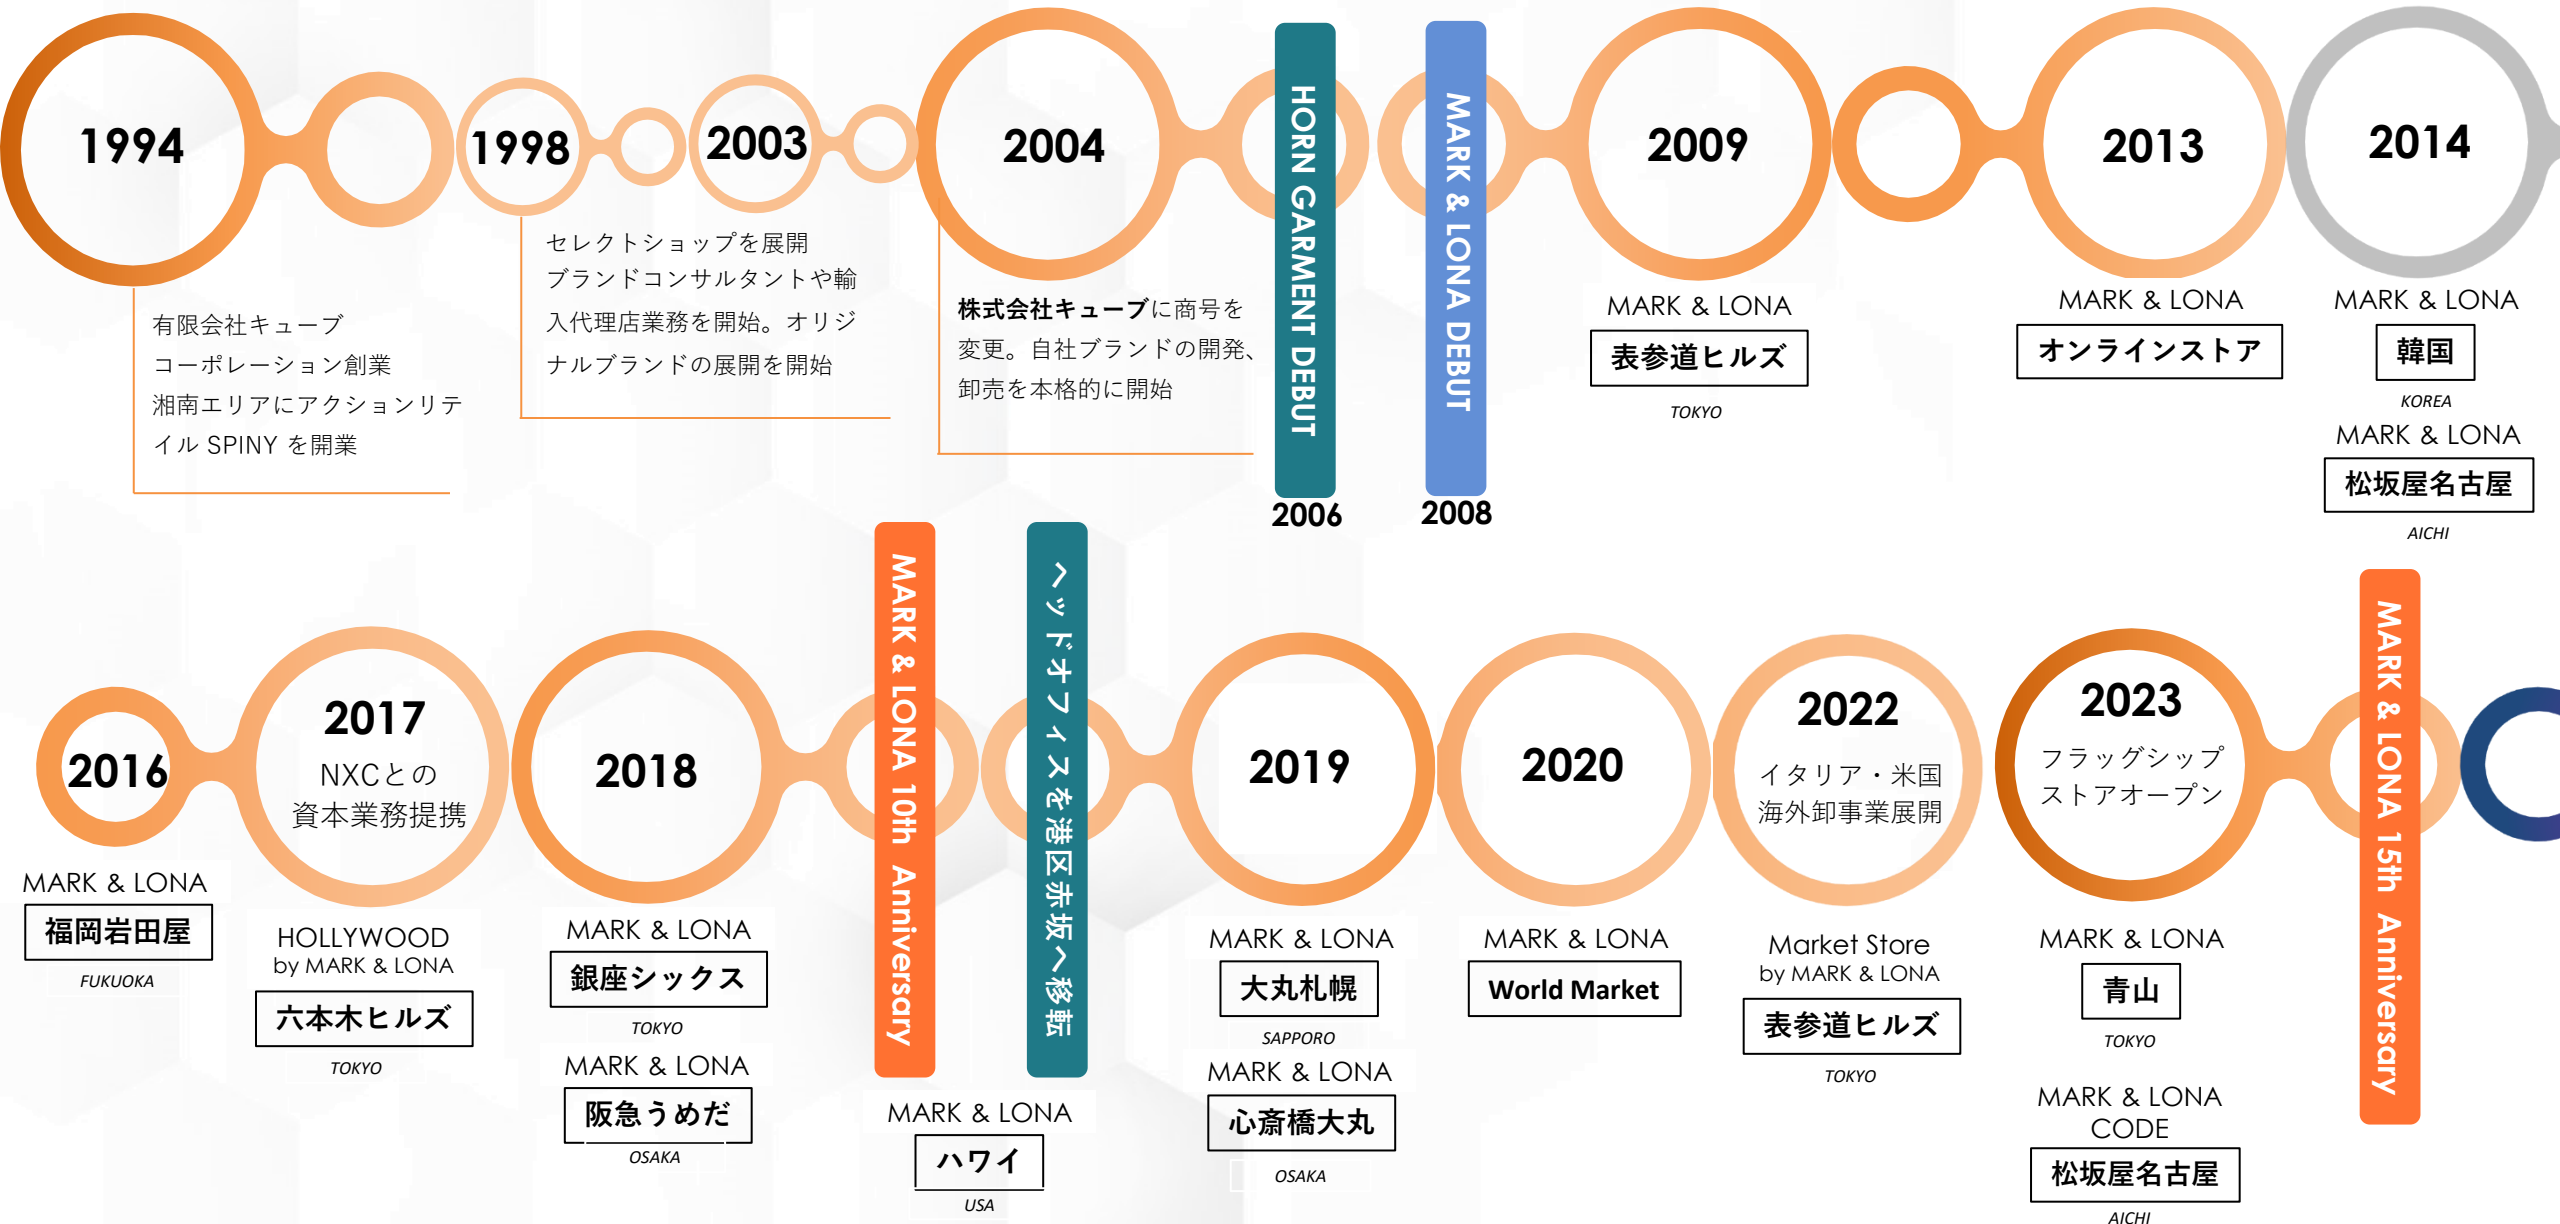 1994
有限会社キューブ
コーポレーション創業
湘南エリアにアクションリテ
イル SPINY を開業
1998
2003
セレクトショップを展開
ブランドコンサルタントや輸
入代理店業務を開始。オリジ
ナルブランドの展開を開始
2004
株式会社キューブに商号を
変更。自社ブランドの開発、
卸売を本格的に開始
HORN GARMENT DEBUT
2006
MARK & LONA DEBUT
2008
2009
MARK & LONA
表参道ヒルズ
TOKYO
2013
MARK & LONA
オンラインストア
2014
MARK & LONA
韓国
KOREA
MARK & LONA
松坂屋名古屋
AICHI
2016
MARK & LONA
福岡岩田屋
FUKUOKA
2017
NXCとの
資本業務提携
HOLLYWOOD
by MARK & LONA
六本木ヒルズ
TOKYO
2018
MARK & LONA
銀座シックス
TOKYO
MARK & LONA
阪急うめだ
OSAKA
MARK & LONA 10th Anniversary
MARK & LONA
ハワイ
USA
ヘッドオフィスを港区赤坂へ移転
2019
MARK & LONA
大丸札幌
SAPPORO
MARK & LONA
心斎橋大丸
OSAKA
2020
MARK & LONA
World Market
2022
イタリア・米国
海外卸事業展開
Market Store
by MARK & LONA
表参道ヒルズ
TOKYO
2023
フラッグシップ
ストアオープン
MARK & LONA
青山
TOKYO
MARK & LONA
CODE
松坂屋名古屋
AICHI
MARK & LONA 15th Anniversary